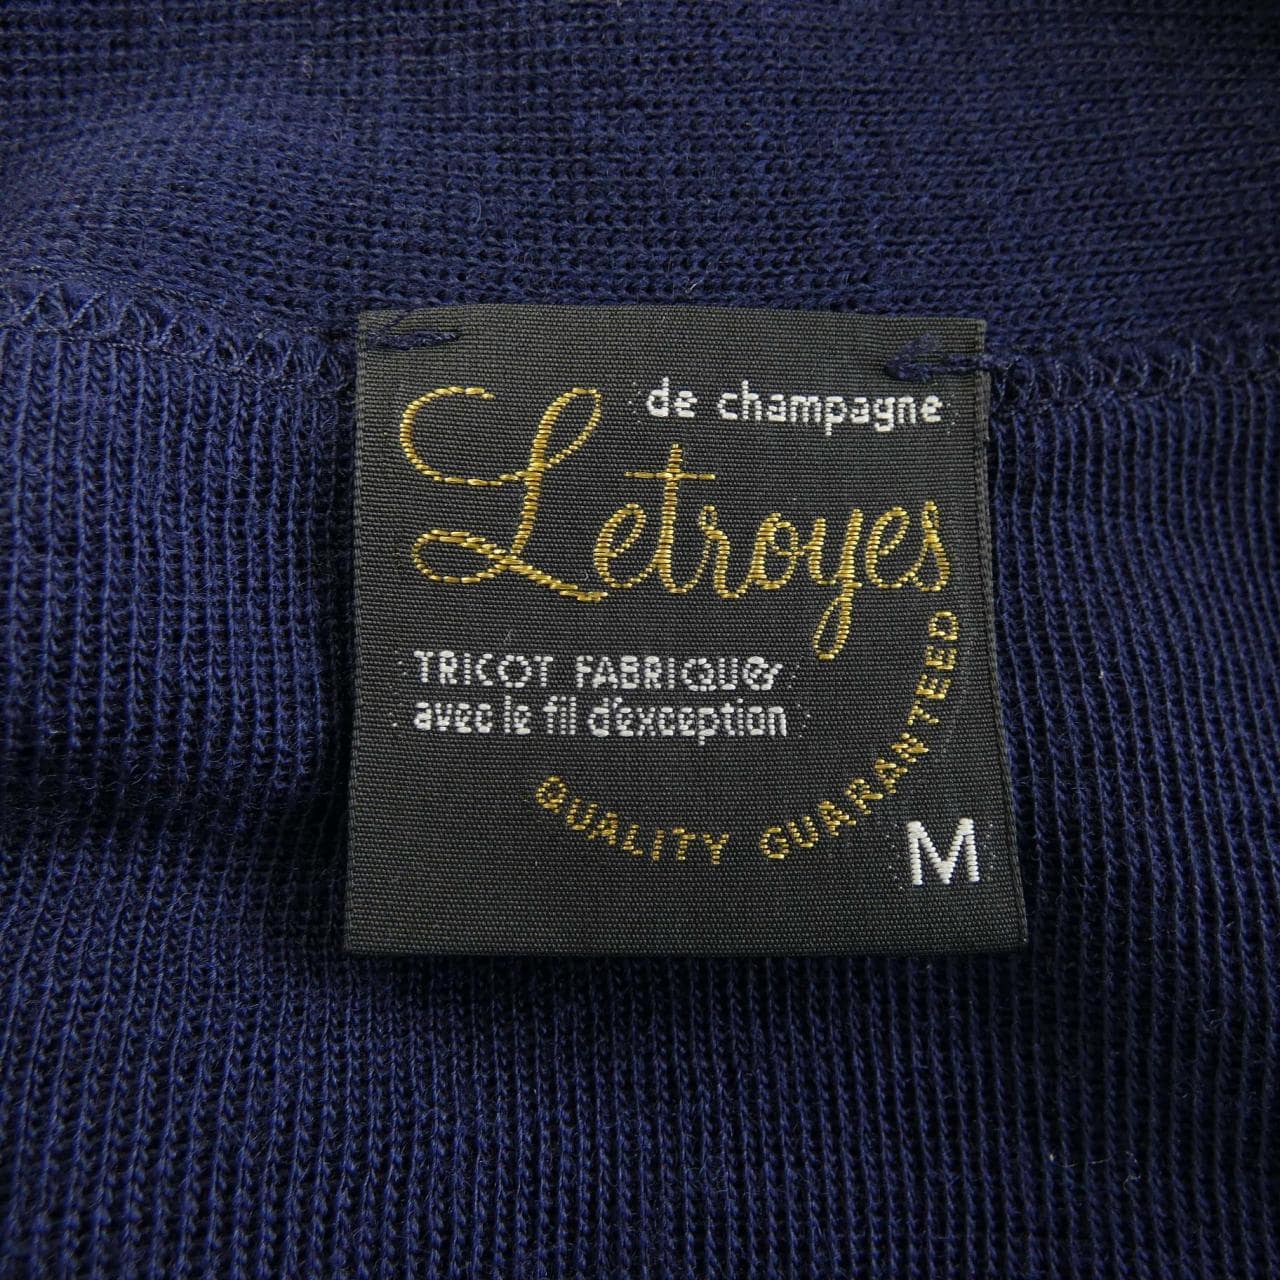 de champagne
Letroyes
TRICOT FABRIQUé
avec le fil d'exception
QUALITY GUARANTEED
M